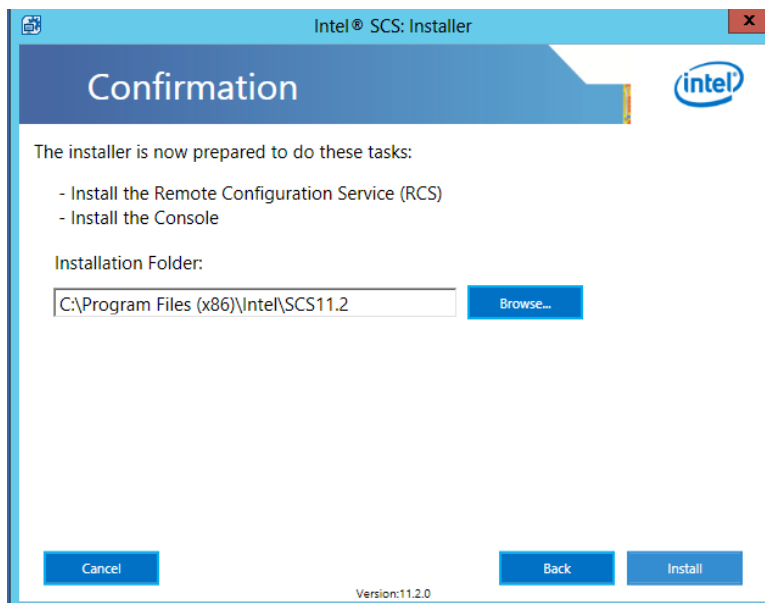 Intel® SCS: Installer
x
Confirmation
intel
The installer is now prepared to do these tasks:
- Install the Remote Configuration Service (RCS)
- Install the Console
Installation Folder:
C:\Program Files (x86)\Intel\SCS11.2
Browse...
Cancel
Back
Install
Version:11.2.0